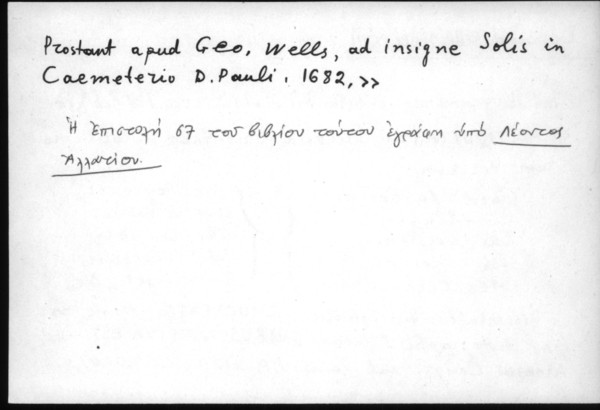 Prostant apud Geo. Wells, ad insigne Solis in
Caemeterio D. Pauli. 1682, >>
Ἡ Ἐπιστολή 67 τοῦ βιβλίου τούτου ἐγράφη ὑπό Λέοντος
Ἀλλατίου.